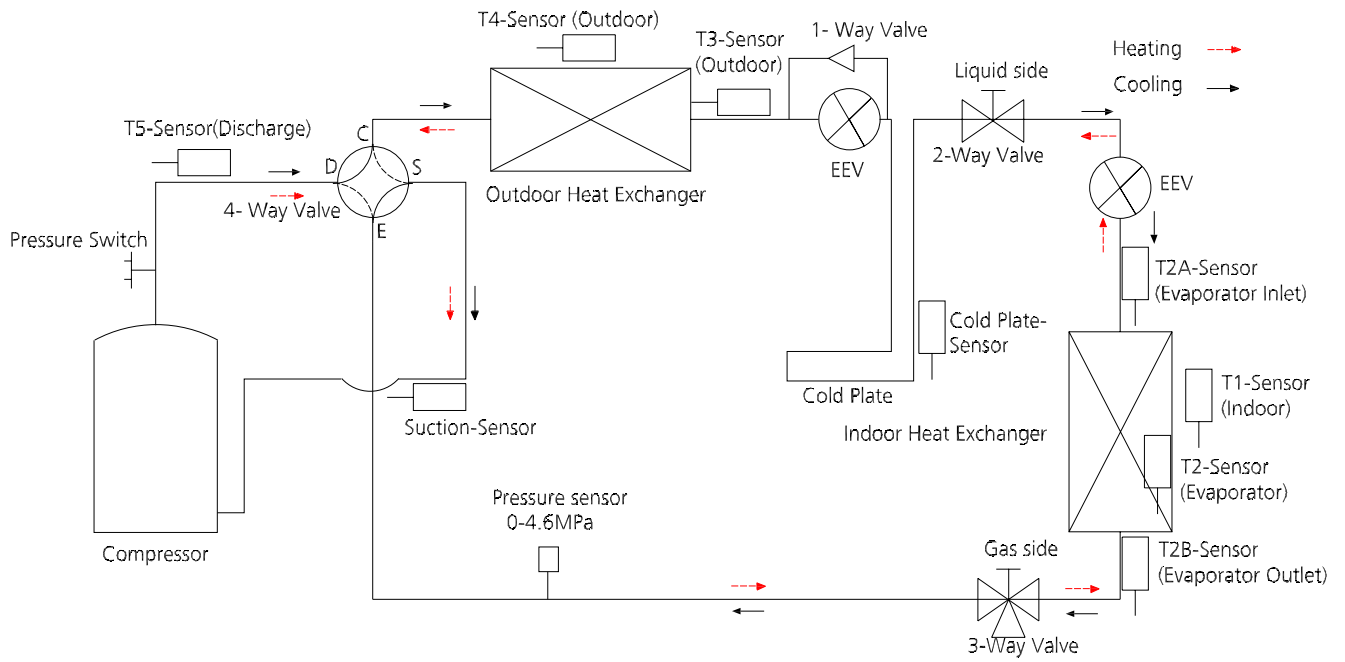 T4-Sensor (Outdoor)
T3-Sensor
(Outdoor)
1- Way Valve
Heating
Liquid side
Cooling
T5-Sensor(Discharge)
C
D
S
E
2-Way Valve
EEV
EEV
Outdoor Heat Exchanger
4- Way Valve
Pressure Switch
T2A-Sensor
(Evaporator Inlet)
Cold Plate-
Sensor
Cold Plate
T1-Sensor
(Indoor)
Suction-Sensor
Indoor Heat Exchanger
T2-Sensor
(Evaporator)
Pressure sensor
0-4.6MPa
Compressor
Gas side
T2B-Sensor
(Evaporator Outlet)
3-Way Valve